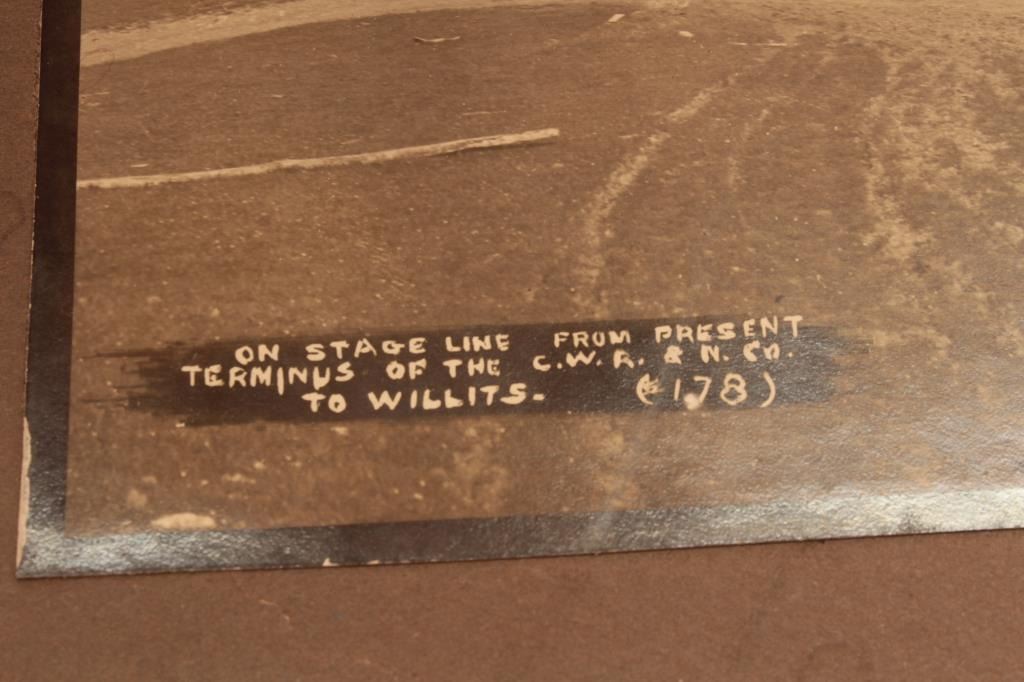 ON STAGE LINE FROM PRESENT
TERMINUS OF THE C.W.R. & N. CO.
TO WILLITS- (#178)